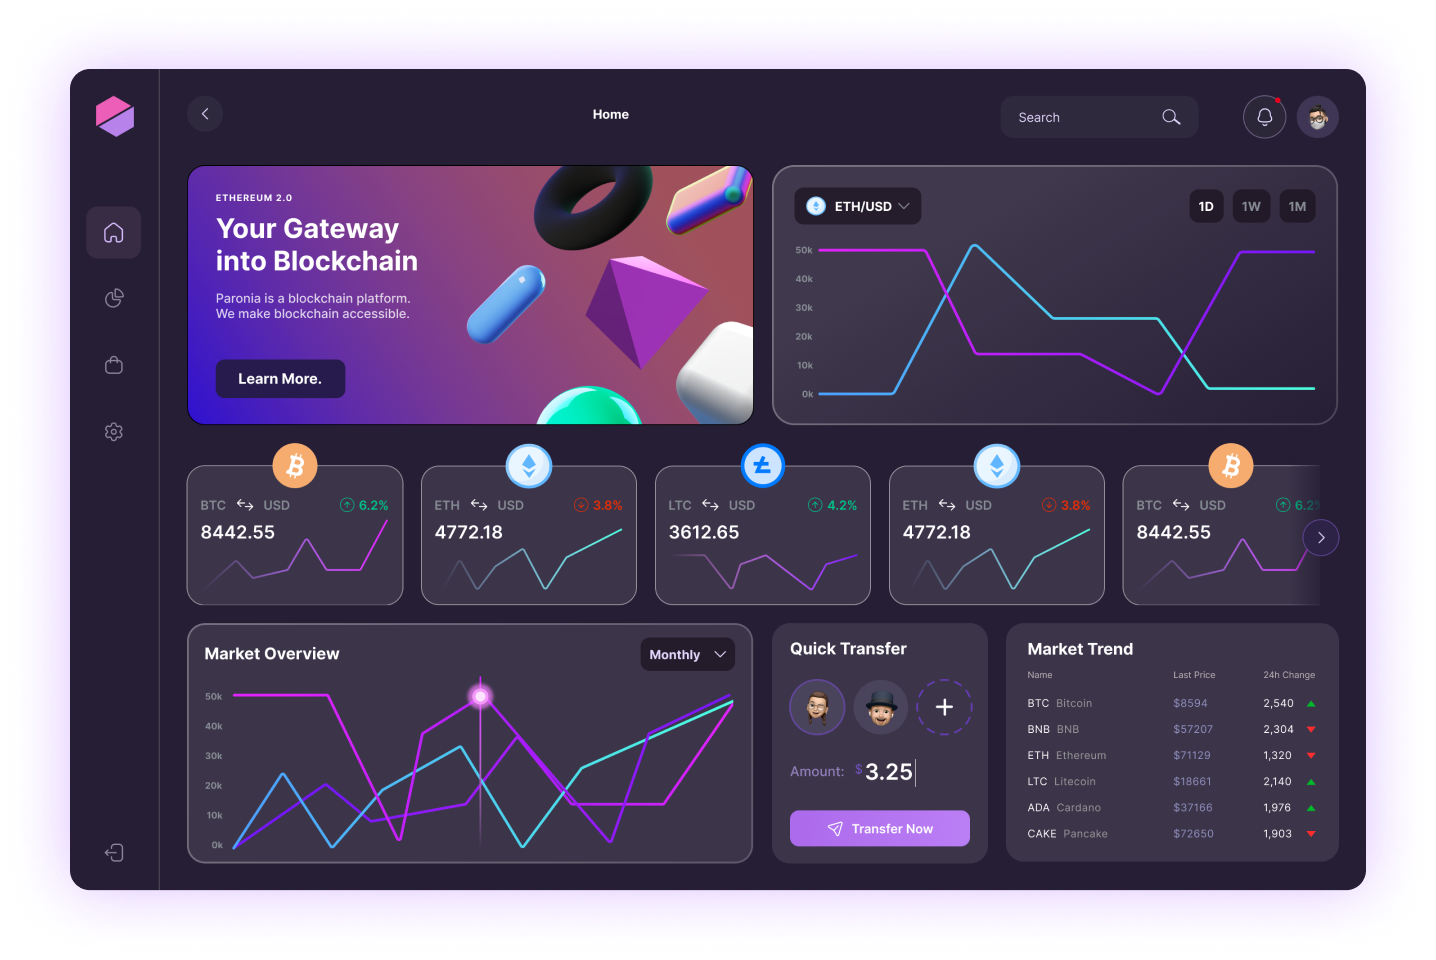 Home
Search
ETHEREUM 2.0
Your Gateway
into Blockchain
Paronia is a blockchain platform.
We make blockchain accessible.
Learn More.
ETH/USD
1D 1W 1M
50k
40k
30k
20k
10k
0k
BTC USD 6.2%
8442.55
ETH USD 3.8%
4772.18
LTC USD 4.2%
3612.65
ETH USD 3.8%
4772.18
BTC USD 6.2
8442.55
Market Overview
Monthly
50k
40k
30k
20k
10k
0k
Quick Transfer
Amount: $3.25
Transfer Now
Market Trend
Name Last Price 24h Change
BTC Bitcoin $8594 2,540
BNB BNB $57207 2,304
ETH Ethereum $71129 1,320
LTC Litecoin $18661 2,140
ADA Cardano $37166 1,976
CAKE Pancake $72650 1,903